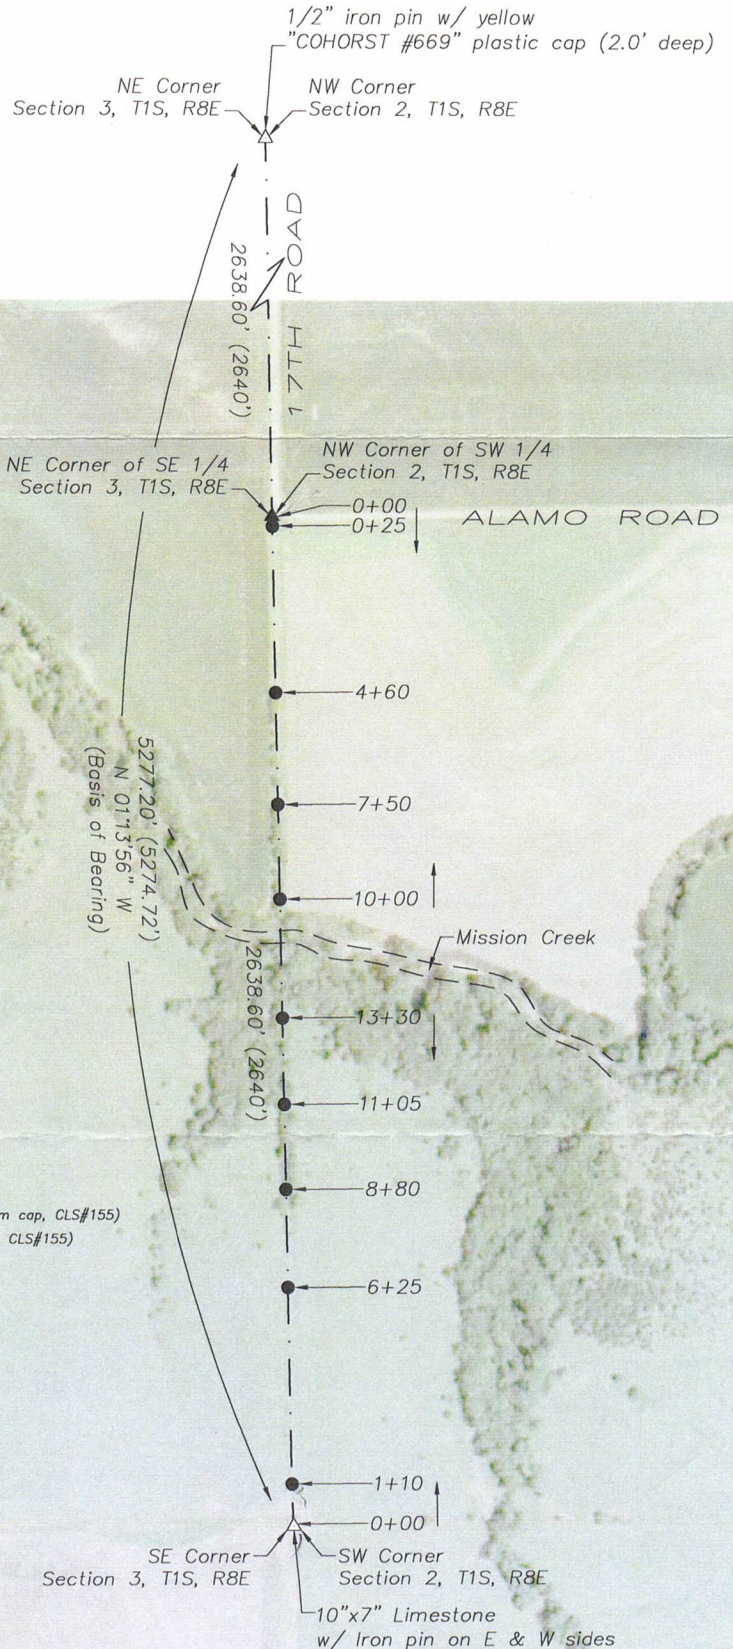 1/2" iron pin w/ yellow
"COHORST #669" plastic cap (2.0' deep)
NE Corner
Section 3, T1S, R8E
NW Corner
Section 2, T1S, R8E
17TH ROAD
2638.60' (2640')
NE Corner of SE 1/4
Section 3, T1S, R8E
NW Corner of SW 1/4
Section 2, T1S, R8E
0+00
0+25
ALAMO ROAD
4+60
7+50
5277.20' (5274.72')
N 01°13'56" W
(Basis of Bearing)
10+00
Mission Creek
2638.60' (2640')
13+30
11+05
8+80
m cap, CLS#155)
CLS#155)
6+25
1+10
0+00
SE Corner
Section 3, T1S, R8E
SW Corner
Section 2, T1S, R8E
10"x7" Limestone
w/ Iron pin on E & W sides